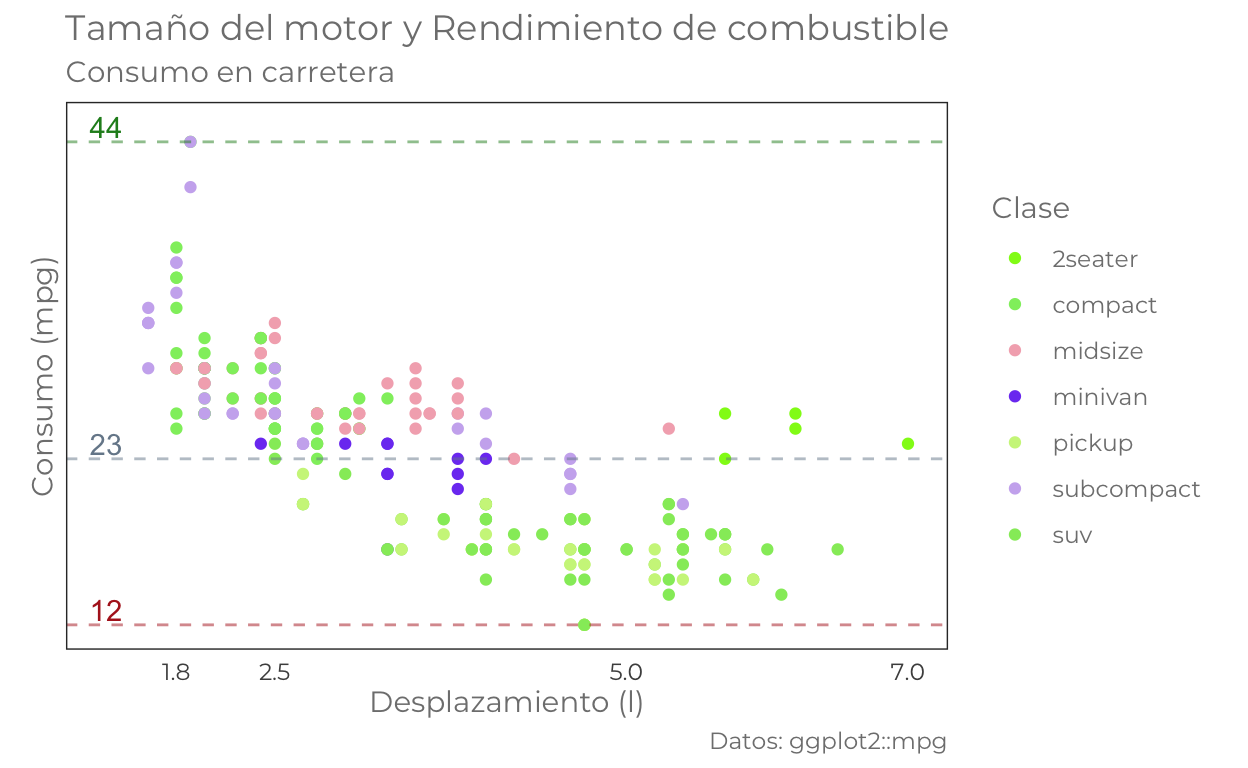 Tamaño del motor y Rendimiento de combustible
Consumo en carretera
44
23
12
Consumo (mpg)
1.8 2.5 5.0 7.0
Desplazamiento (l)
Datos: ggplot2::mpg
Clase
2seater
compact
midsize
minivan
pickup
subcompact
suv